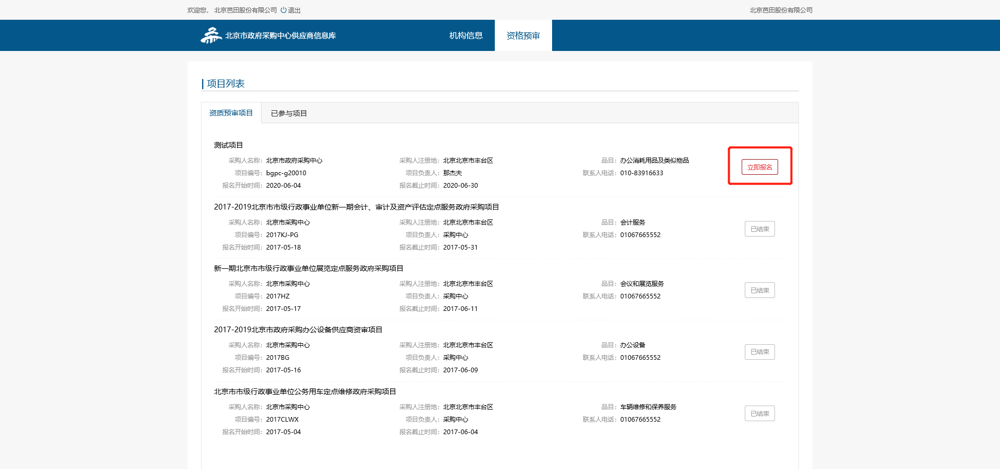 欢迎您， 北京芭田股份有限公司 退出 北京芭田股份有限公司
北京市政府采购中心供应商信息库 机构信息 资格预审
项目列表
资质预审项目 已参与项目
测试项目
采购人名称： 北京市政府采购中心 采购人注册地： 北京北京市丰台区 品目： 办公消耗用品及类似物品
立即报名
项目编号： bgpc-g20010 项目负责人： 那杰夫 联系人电话： 010-83916633
报名开始时间： 2020-06-04 报名截止时间： 2020-06-30
2017-2019北京市市级行政事业单位新一期会计、审计及资产评估定点服务政府采购项目
采购人名称： 北京市采购中心 采购人注册地： 北京北京市丰台区 品目： 会计服务
已结束
项目编号： 2017KJ-PG 项目负责人： 采购中心 联系人电话： 01067665552
报名开始时间： 2017-05-18 报名截止时间： 2017-05-31
新一期北京市市级行政事业单位展览定点服务政府采购项目
采购人名称： 北京市采购中心 采购人注册地： 北京北京市丰台区 品目： 会议和展览服务
已结束
项目编号： 2017HZ 项目负责人： 采购中心 联系人电话： 01067665552
报名开始时间： 2017-05-17 报名截止时间： 2017-06-11
2017-2019北京市政府采购办公设备供应商资审项目
采购人名称： 北京市采购中心 采购人注册地： 北京北京市丰台区 品目： 办公设备
已结束
项目编号： 2017BG 项目负责人： 采购中心 联系人电话： 01067665552
报名开始时间： 2017-05-16 报名截止时间： 2017-06-09
北京市市级行政事业单位公务用车定点维修政府采购项目
采购人名称： 北京市采购中心 采购人注册地： 北京北京市丰台区 品目： 车辆维修和保养服务
已结束
项目编号： 2017CLWX 项目负责人： 采购中心 联系人电话： 01067665552
报名开始时间： 2017-05-04 报名截止时间： 2017-06-04